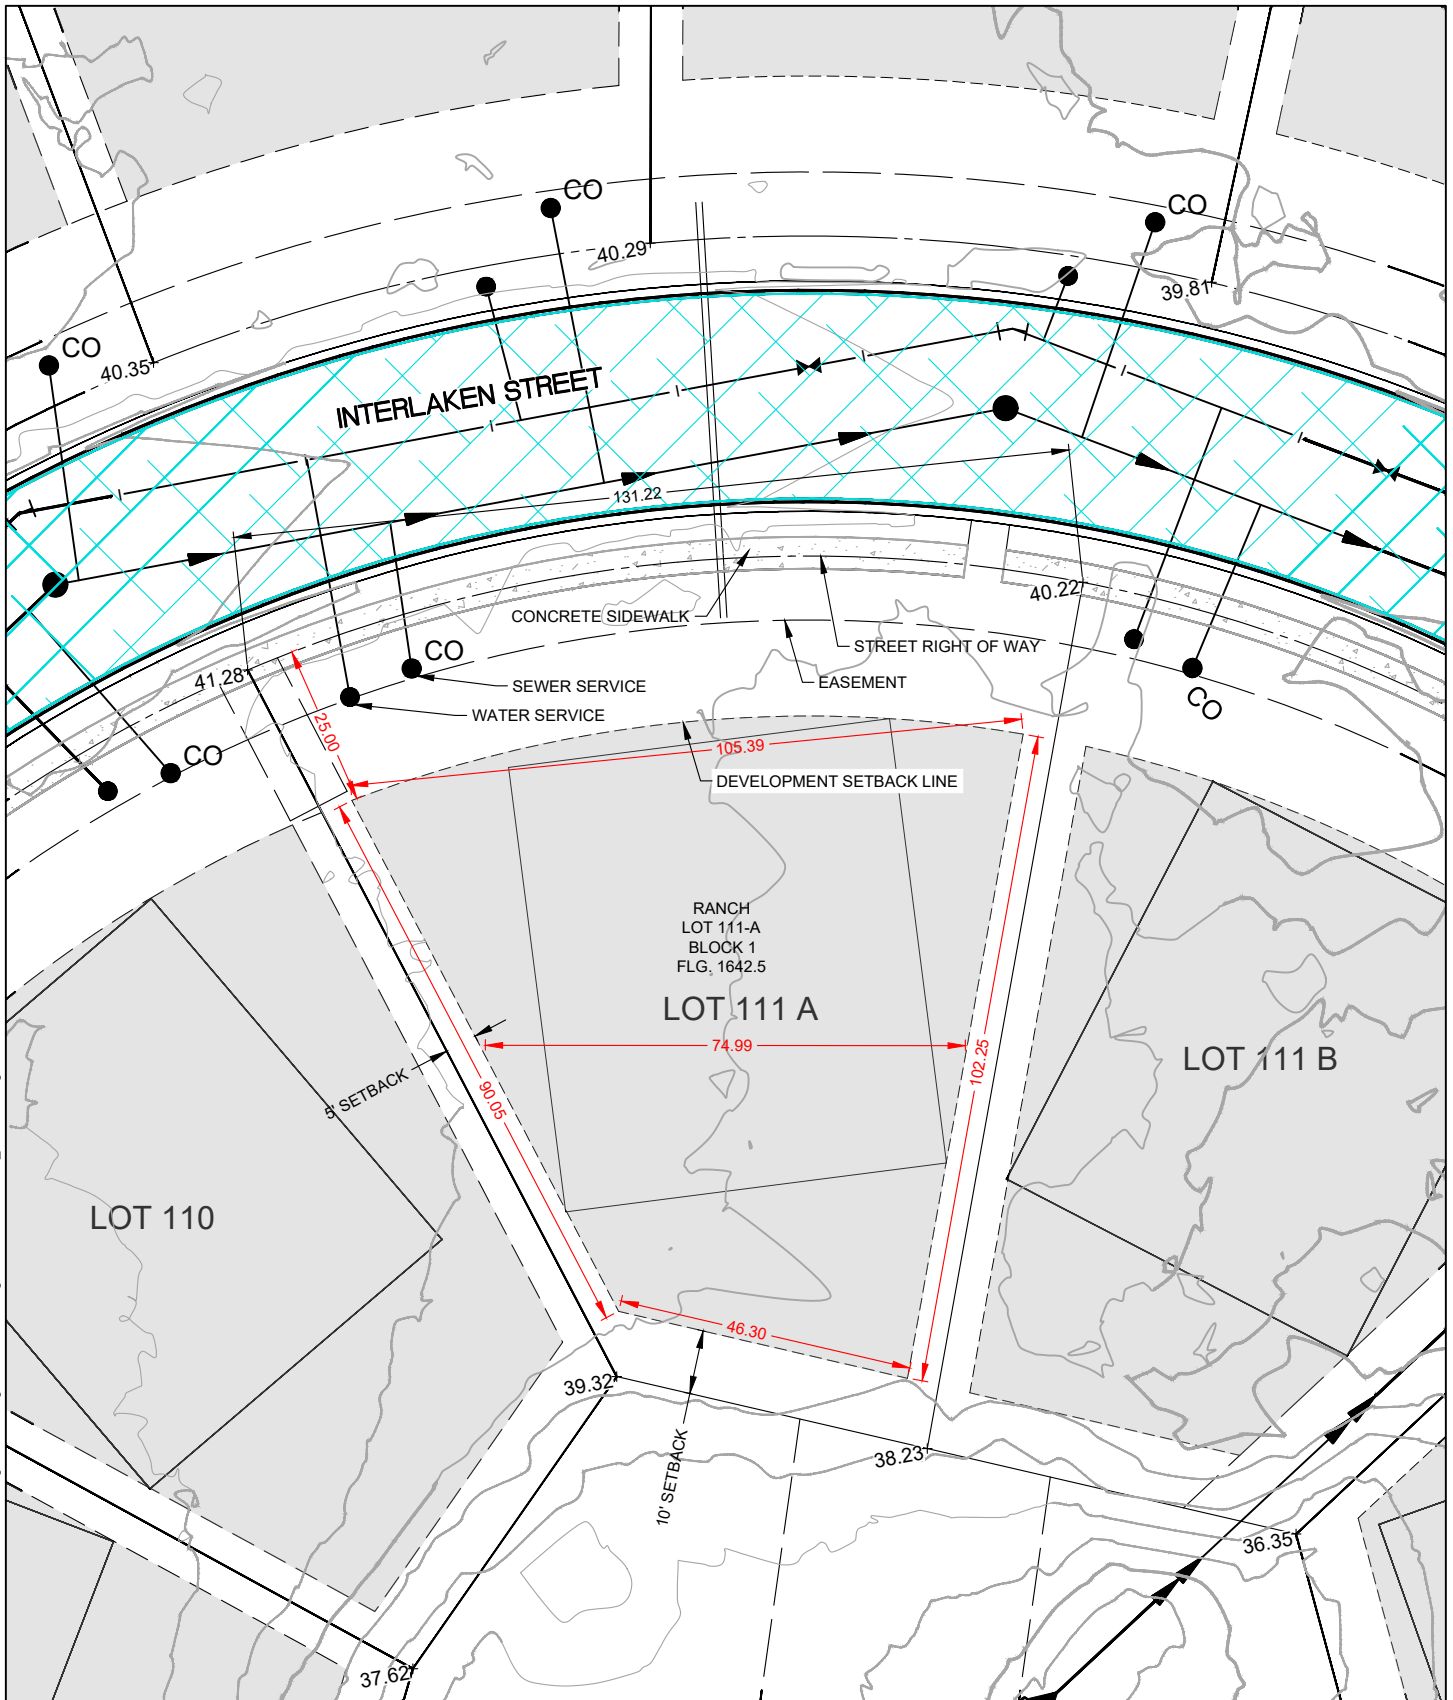 CO
CO
40.29
39.81
CO
40.35
INTERLAKEN STREET
131.22
CONCRETE SIDEWALK
40.22
STREET RIGHT OF WAY
CO
41.28
SEWER SERVICE
EASEMENT
WATER SERVICE
CO
25.00
CO
105.39
DEVELOPMENT SETBACK LINE
RANCH
LOT 111-A
BLOCK 1
FLG. 1642.5
LOT 111 A
74.99
102.25
LOT 111 B
5' SETBACK
90.05
LOT 110
46.30
39.32
38.23
10' SETBACK
36.35
37.62